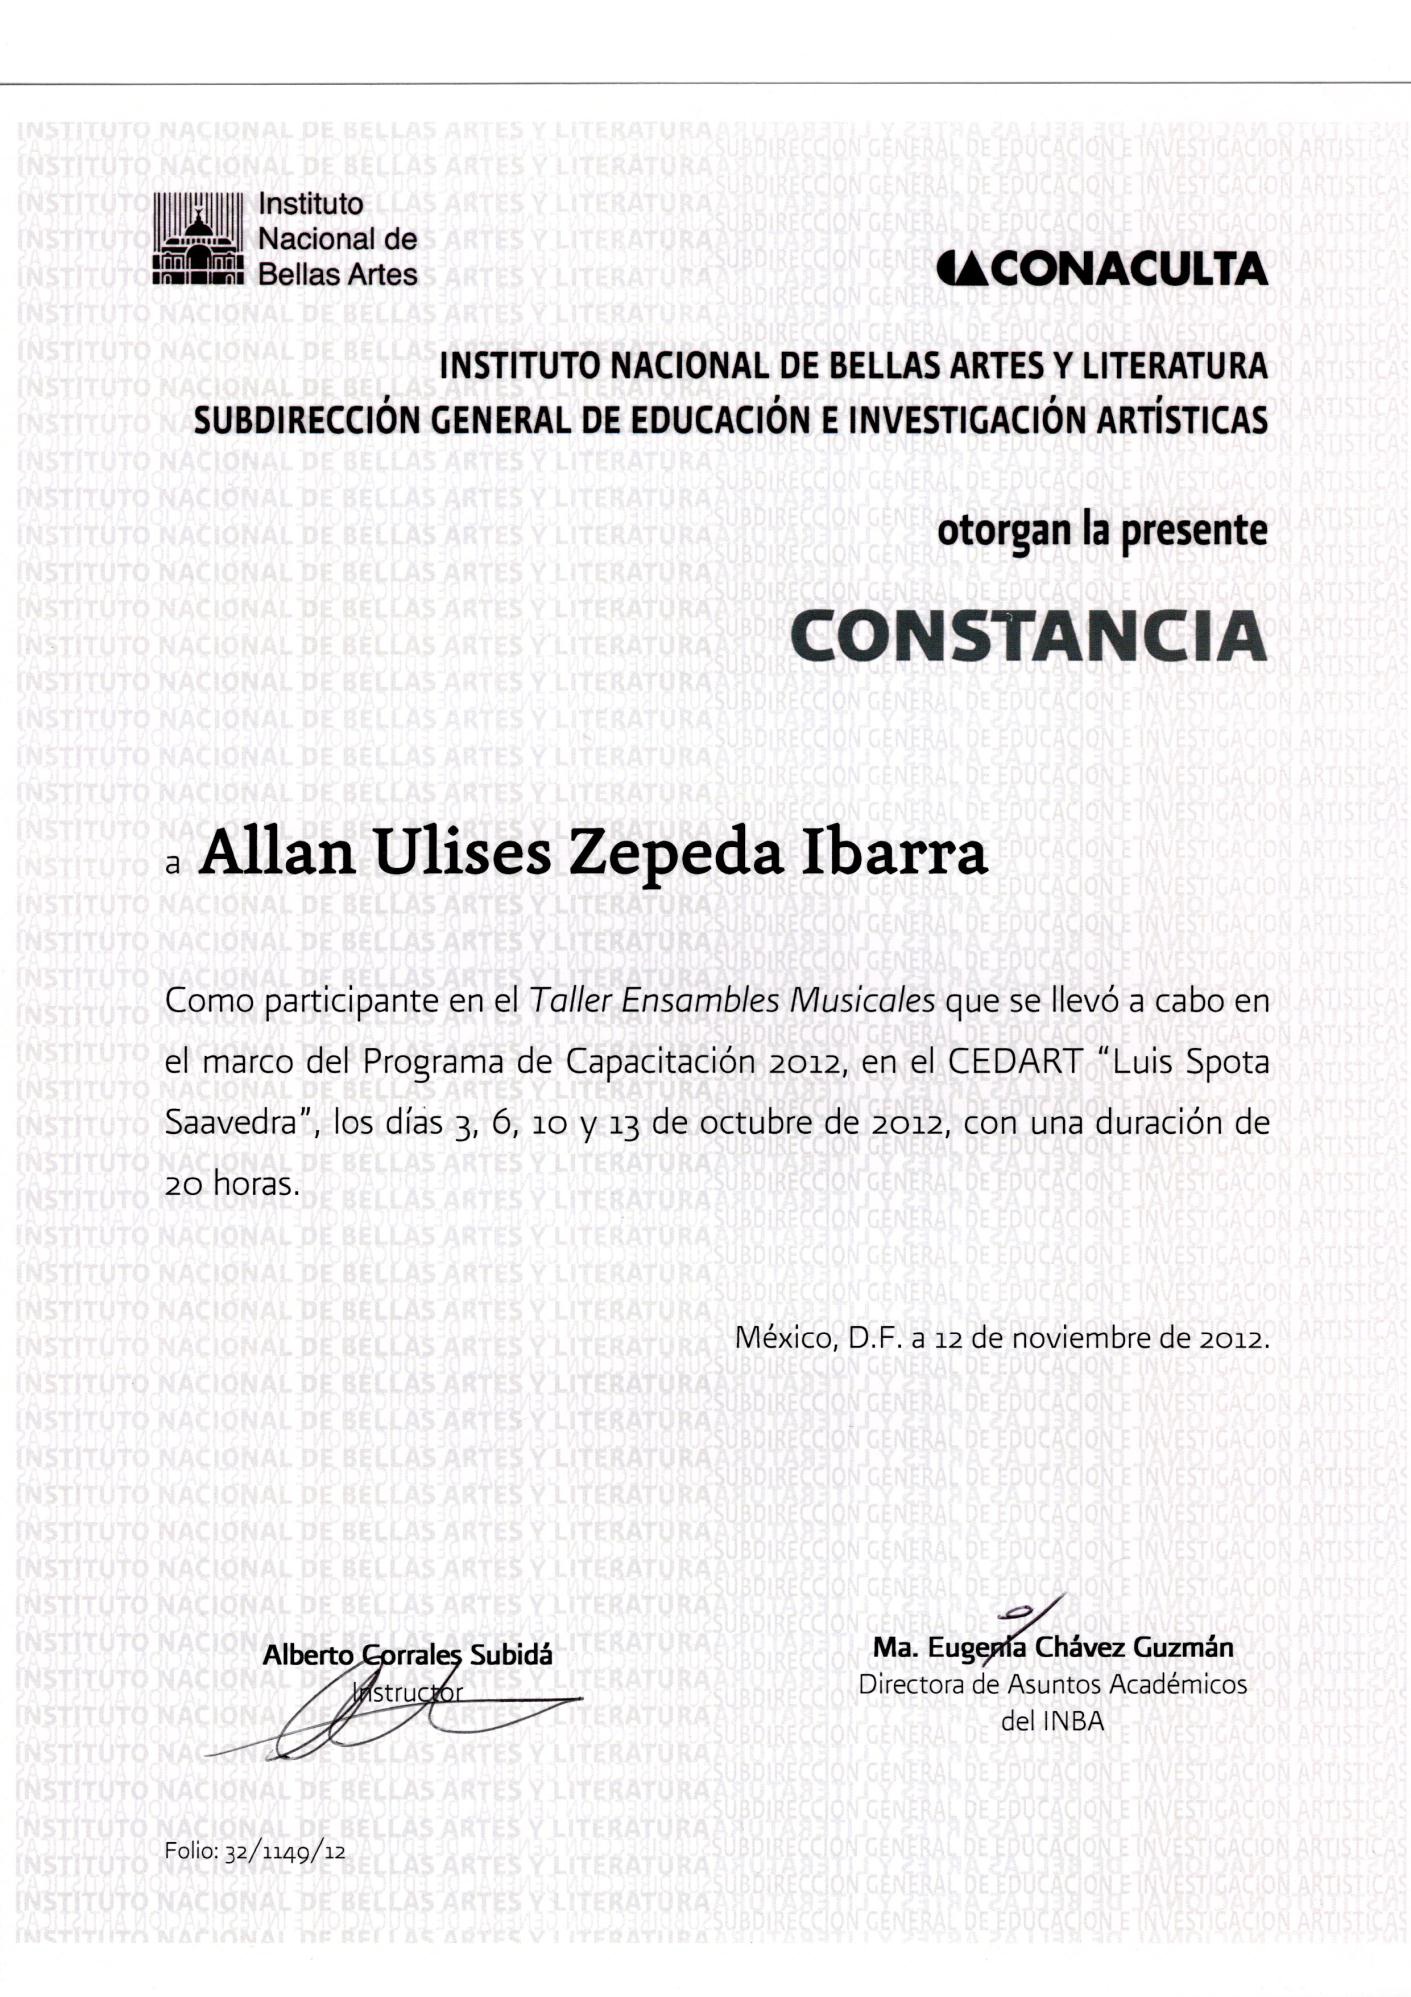 Instituto
Nacional de
Bellas Artes
CONACULTA
INSTITUTO NACIONAL DE BELLAS ARTES Y LITERATURA
SUBDIRECCIÓN GENERAL DE EDUCACIÓN E INVESTIGACIÓN ARTÍSTICAS
otorgan la presente
CONSTANCIA
a Allan Ulises Zepeda Ibarra
Como participante en el Taller Ensambles Musicales que se llevó a cabo en
el marco del Programa de Capacitación 2012, en el CEDART “Luis Spota
Saavedra”, los días 3, 6, 10 y 13 de octubre de 2012, con una duración de
20 horas.
México, D.F. a 12 de noviembre de 2012.
Alberto Corrales Subidá
Instructor
Ma. Eugenia Chávez Guzmán
Directora de Asuntos Académicos
del INBA
Folio: 32/1149/12